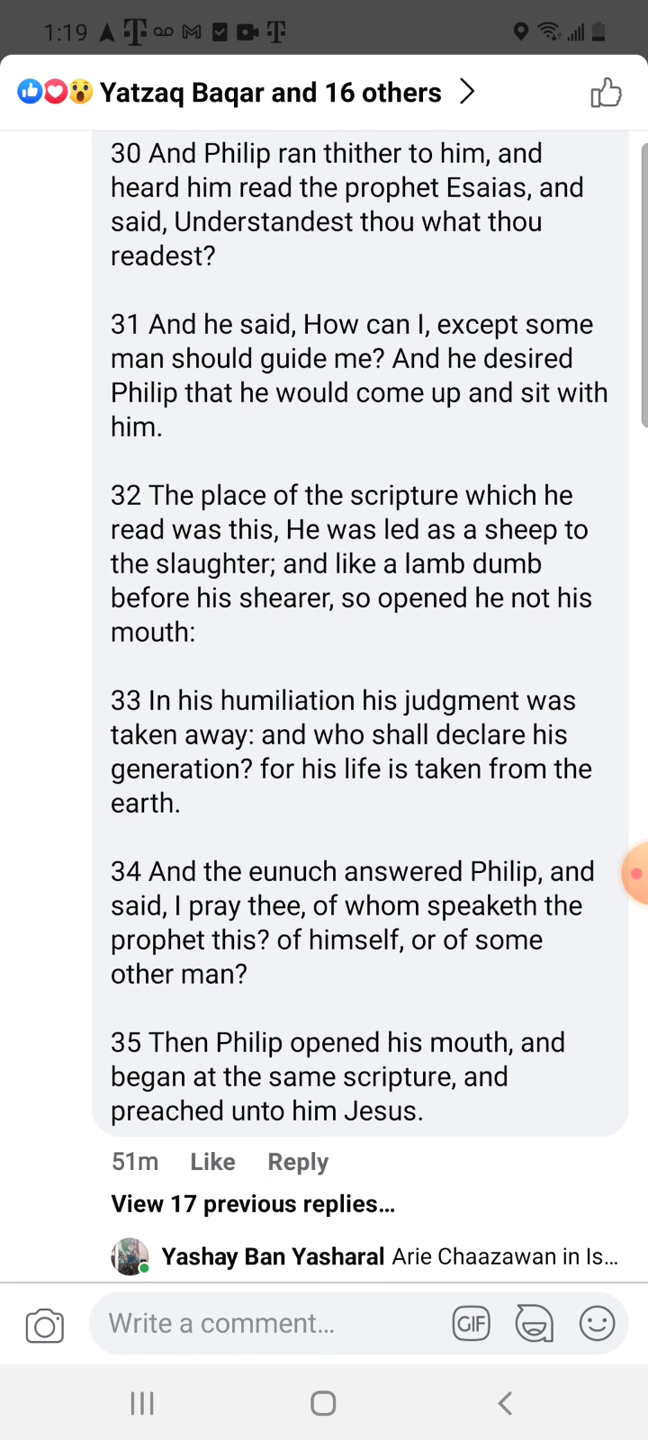 1:19
Yatzaq Baqar and 16 others
30 And Philip ran thither to him, and
heard him read the prophet Esaias, and
said, Understandest thou what thou
readest?
31 And he said, How can I, except some
man should guide me? And he desired
Philip that he would come up and sit with
him.
32 The place of the scripture which he
read was this, He was led as a sheep to
the slaughter; and like a lamb dumb
before his shearer, so opened he not his
mouth:
33 In his humiliation his judgment was
taken away: and who shall declare his
generation? for his life is taken from the
earth.
34 And the eunuch answered Philip, and
said, I pray thee, of whom speaketh the
prophet this? of himself, or of some
other man?
35 Then Philip opened his mouth, and
began at the same scripture, and
preached unto him Jesus.
51m Like Reply
View 17 previous replies...
Yashay Ban Yasharal Arie Chaazawan in Is...
Write a comment... GIF